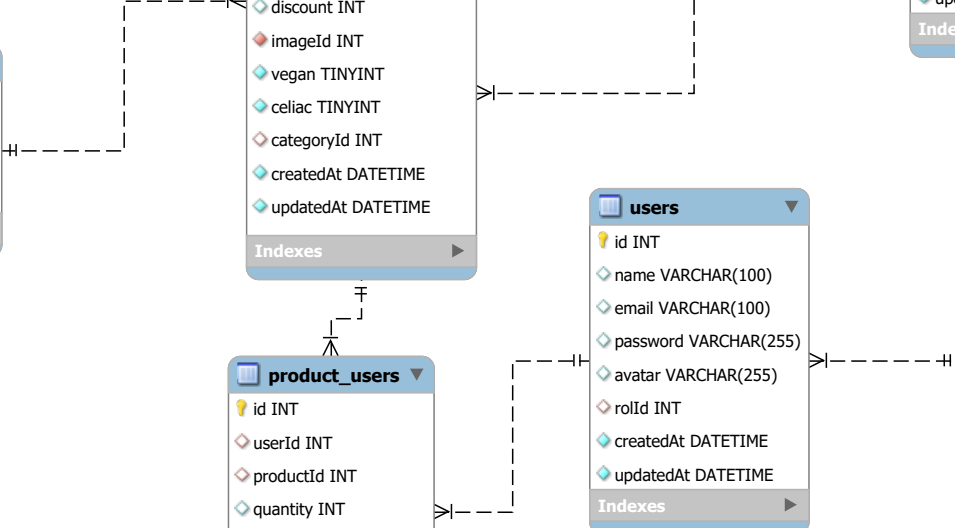 discount INT
imageId INT
vegan TINYINT
celiac TINYINT
categoryId INT
createdAt DATETIME
updatedAt DATETIME
Indexes
users
id INT
name VARCHAR(100)
email VARCHAR(100)
password VARCHAR(255)
avatar VARCHAR(255)
rolId INT
createdAt DATETIME
updatedAt DATETIME
Indexes
product_users
id INT
userId INT
productId INT
quantity INT